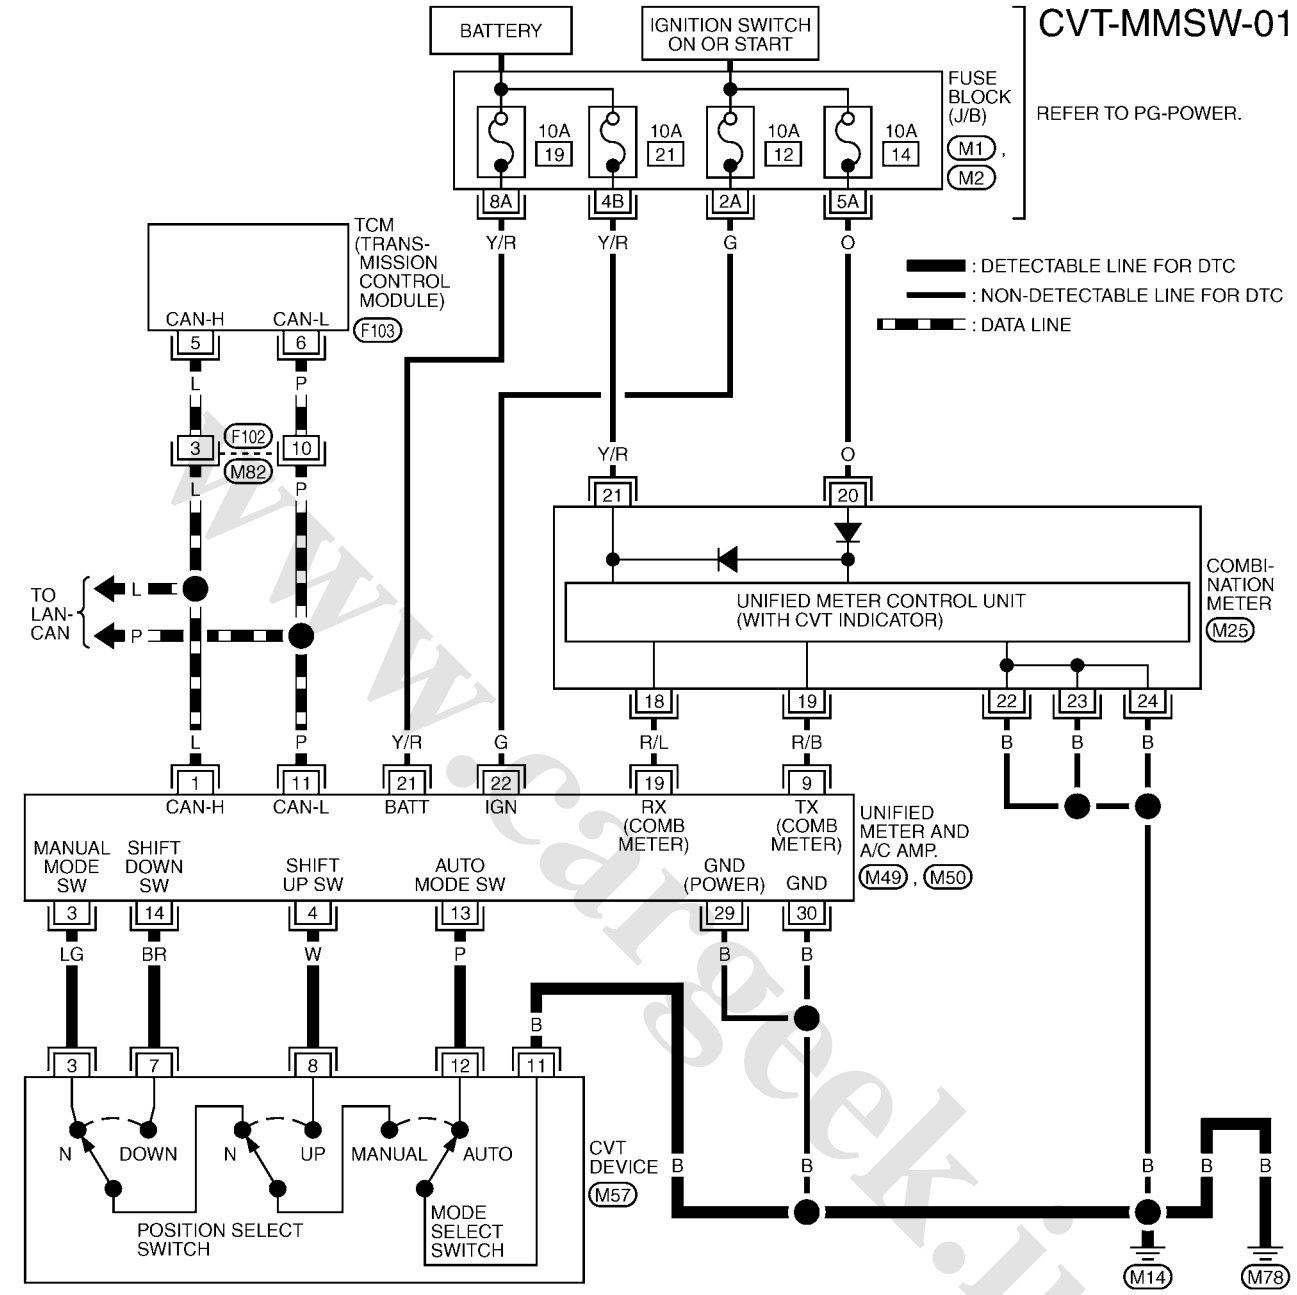 CVT-MMSW-01
BATTERY
IGNITION SWITCH
ON OR START
FUSE
BLOCK
(J/B)
REFER TO PG-POWER.
10A
19
10A
21
10A
12
10A
14
M1 ,
M2
8A
4B
2A
5A
Y/R
Y/R
G
O
TCM
(TRANS-
MISSION
CONTROL
MODULE)
F103
CAN-H
CAN-L
5
6
L
P
: DETECTABLE LINE FOR DTC
: NON-DETECTABLE LINE FOR DTC
: DATA LINE
3
F102
10
M82
L
P
Y/R
O
21
20
TO
LAN-
CAN
L
P
UNIFIED METER CONTROL UNIT
(WITH CVT INDICATOR)
COMBI-
NATION
METER
M25
18
19
22
23
24
L
P
Y/R
G
R/L
R/B
B
B
B
1
11
21
22
19
9
CAN-H
CAN-L
BATT
IGN
RX
(COMB
METER)
TX
(COMB
METER)
UNIFIED
METER AND
A/C AMP.
M49 , M50
MANUAL
MODE
SW
SHIFT
DOWN
SW
SHIFT
UP SW
AUTO
MODE SW
GND
(POWER)
GND
3
14
4
13
29
30
LG
BR
W
P
B
B
B
3
7
8
12
11
N
DOWN
N
UP
MANUAL
AUTO
CVT
DEVICE
M57
B
B
B
B
B
POSITION SELECT
SWITCH
MODE
SELECT
SWITCH
M14
M78
www.cargeek.i